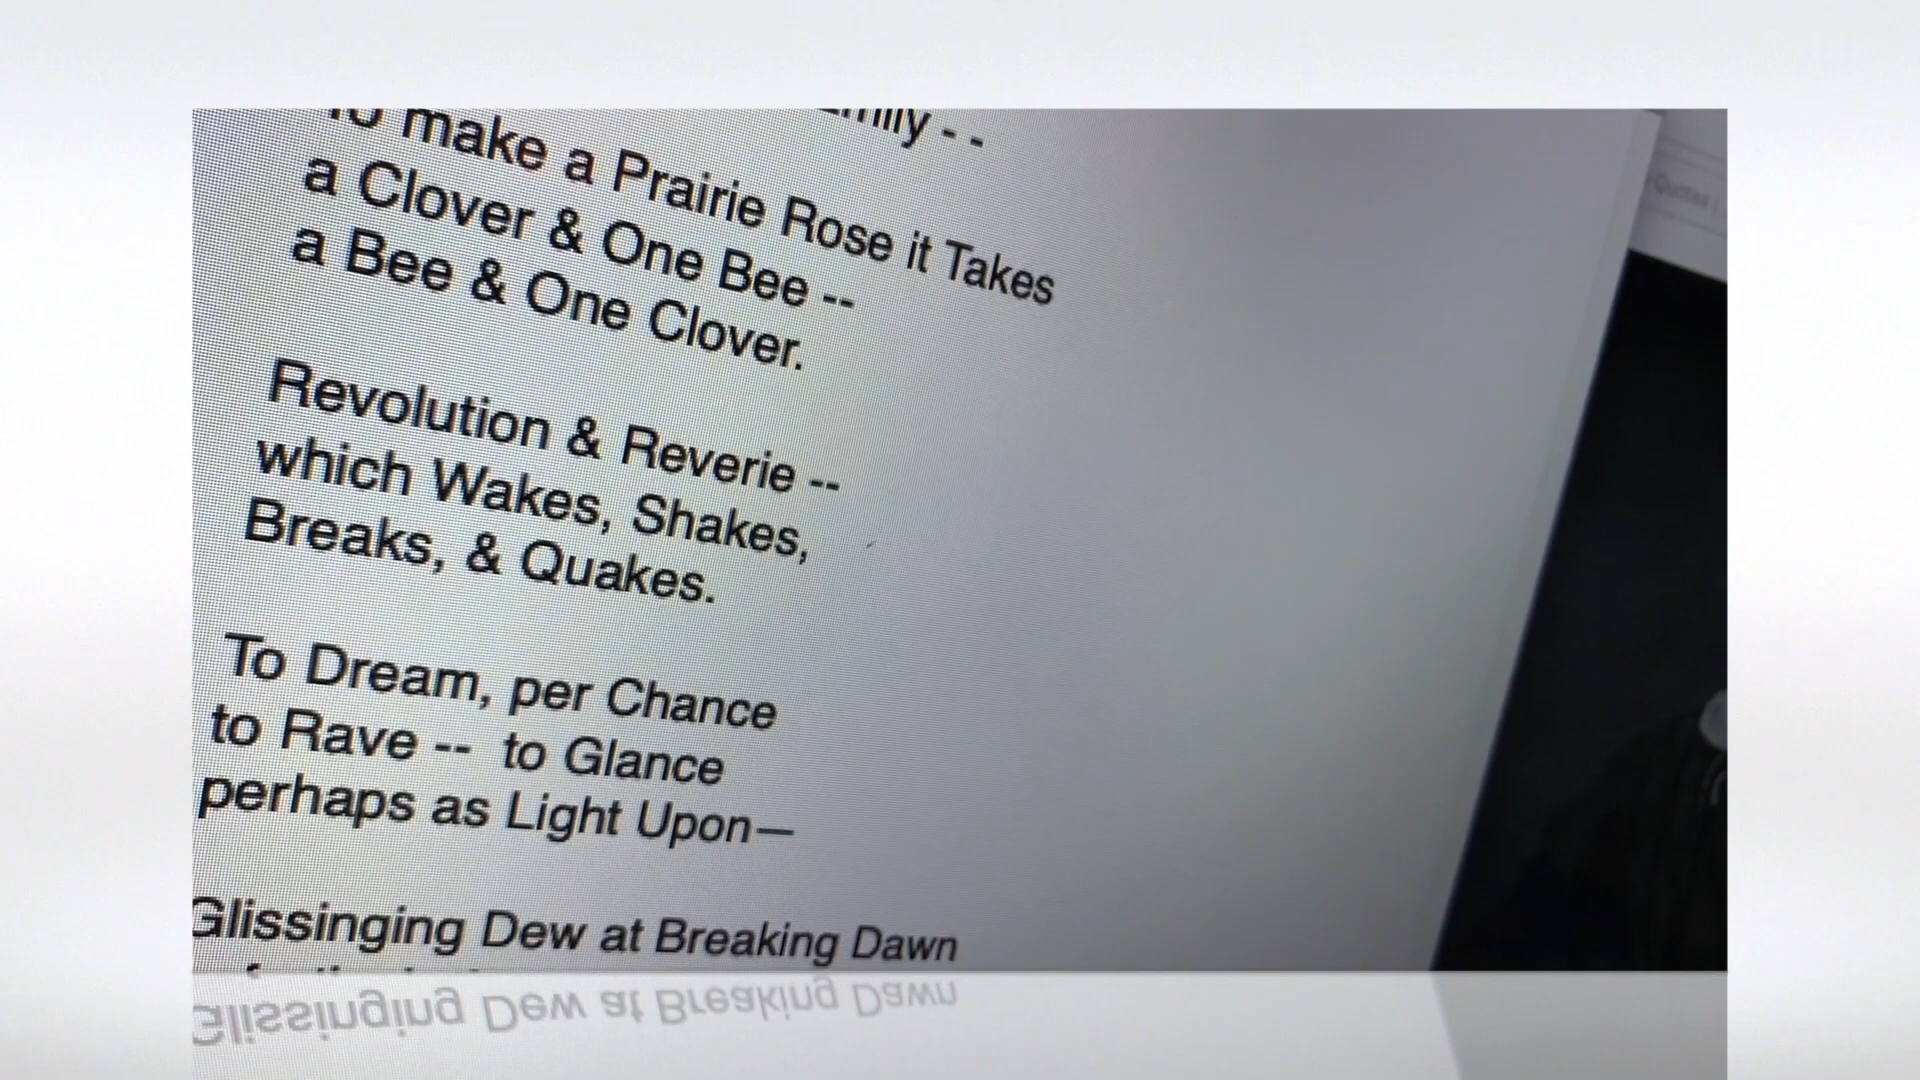 To make a Prairie Rose it Takes
a Clover & One Bee --
a Bee & One Clover.
Revolution & Reverie --
which Wakes, Shakes,
Breaks, & Quakes.
To Dream, per Chance
to Rave -- to Glance
perhaps as Light Upon—
Glissinging Dew at Breaking Dawn